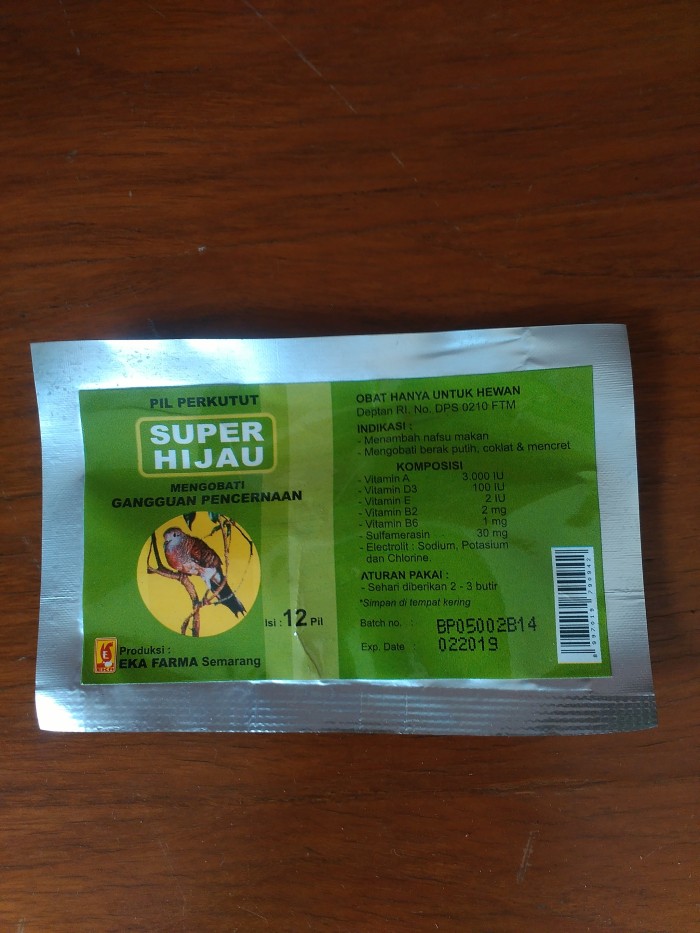 PIL PERKUTUT
SUPER
HIJAU
MENGOBATI
GANGGUAN PENCERNAAN
Isi : 12 Pil
Produksi :
EKA FARMA Semarang
OBAT HANYA UNTUK HEWAN
Deptan RI. No. DPS 0210 FTM
INDIKASI :
- Menambah nafsu makan
- Mengobati berak putih, coklat & mencret
KOMPOSISI
- Vitamin A 3.000 IU
- Vitamin D3 100 IU
- Vitamin E 2 IU
- Vitamin B2 2 mg
- Vitamin B6 1 mg
- Sulfamerasin 30 mg
- Electrolit : Sodium, Potasium
dan Chlorine.
ATURAN PAKAI :
- Sehari diberikan 2 - 3 butir
*Simpan di tempat kering
Batch no. : BP05002B14
Exp. Date : 022019